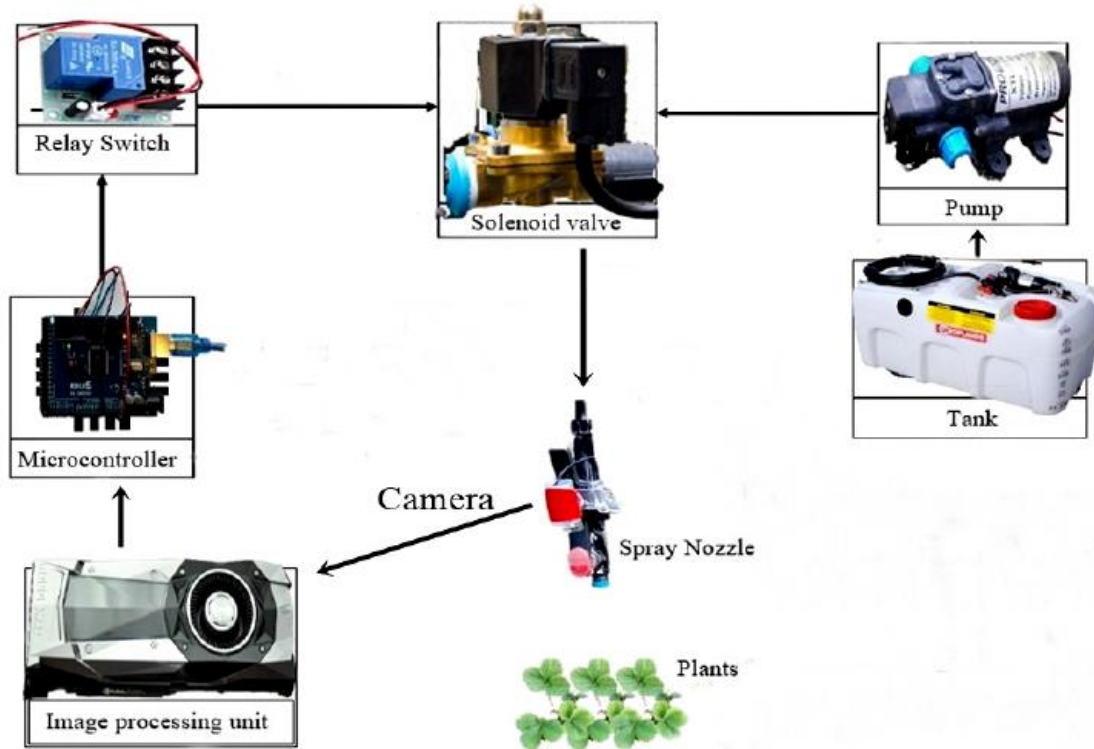 Relay Switch
Solenoid valve
Pump
Tank
Microcontroller
Camera
Spray Nozzle
Image processing unit
Plants